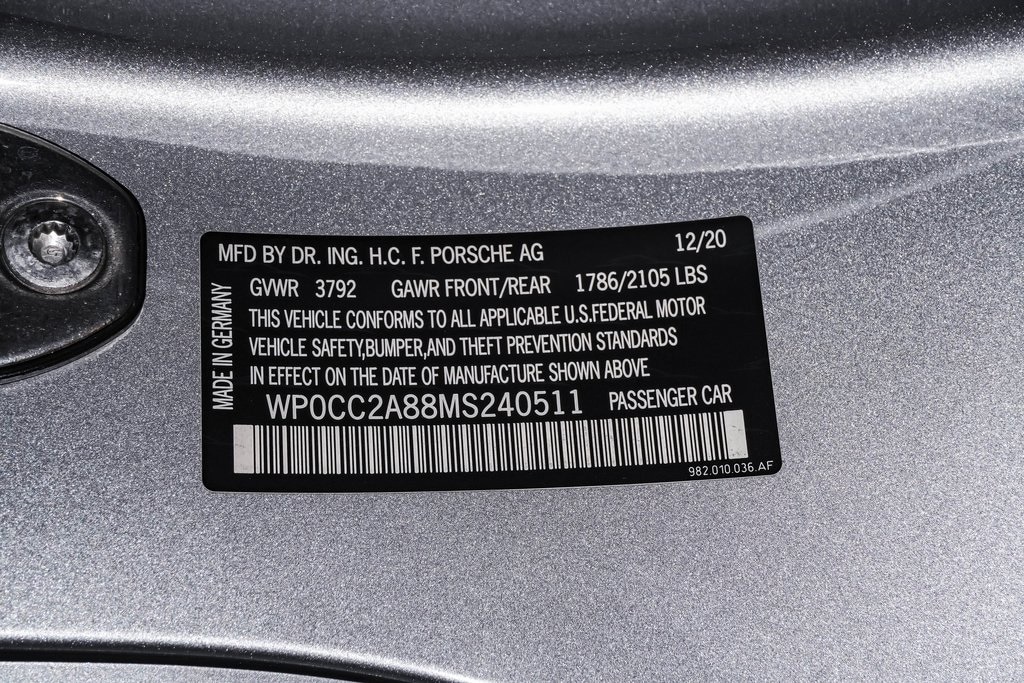 MFD BY DR. ING. H.C. F. PORSCHE AG 12/20
GVWR 3792 GAWR FRONT/REAR 1786/2105 LBS
THIS VEHICLE CONFORMS TO ALL APPLICABLE U.S.FEDERAL MOTOR
VEHICLE SAFETY,BUMPER,AND THEFT PREVENTION STANDARDS
IN EFFECT ON THE DATE OF MANUFACTURE SHOWN ABOVE
MADE IN GERMANY
WP0CC2A88MS240511 PASSENGER CAR
982.010.036.AF